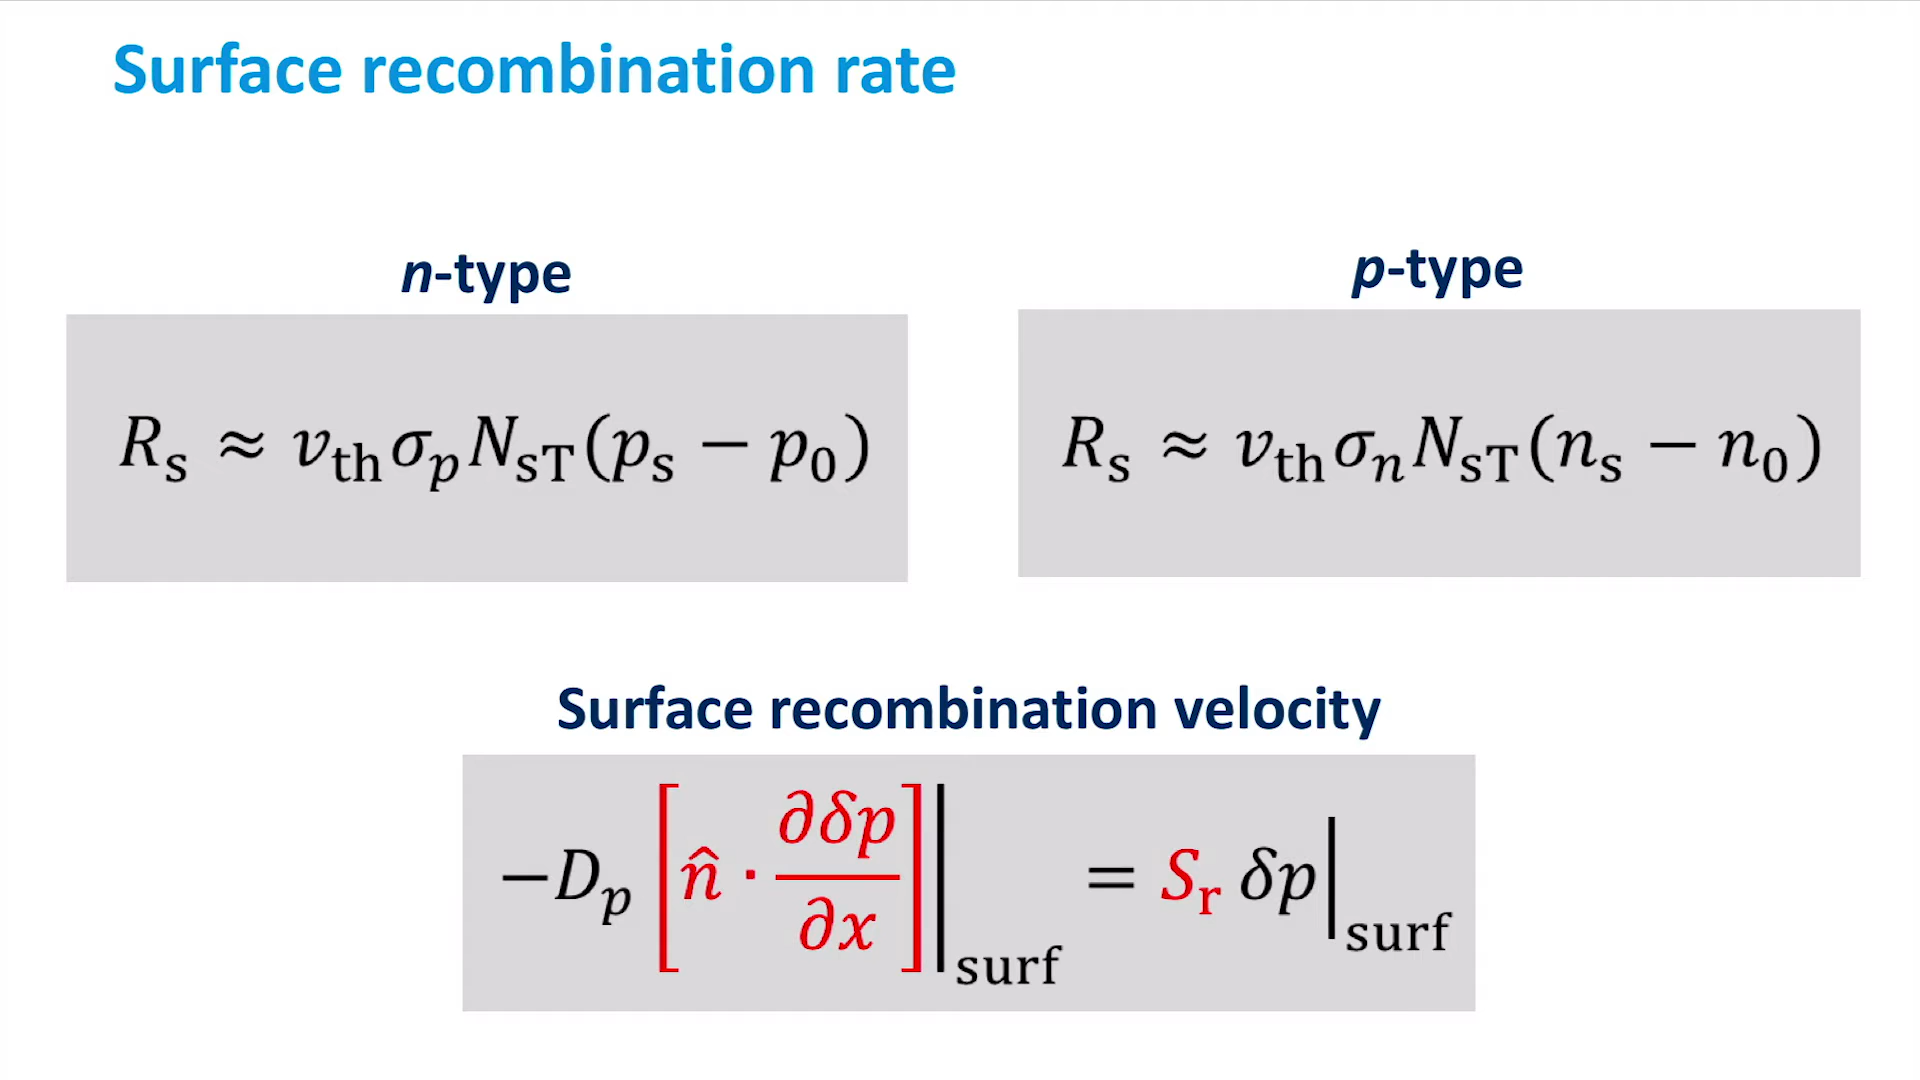 Surface recombination rate
n-type
R_s ≈ v_th σ_p N_sT (p_s − p_0)
p-type
R_s ≈ v_th σ_n N_sT (n_s − n_0)
Surface recombination velocity
−D_p [n̂ · ∂δp/∂x]|_surf = S_r δp|_surf